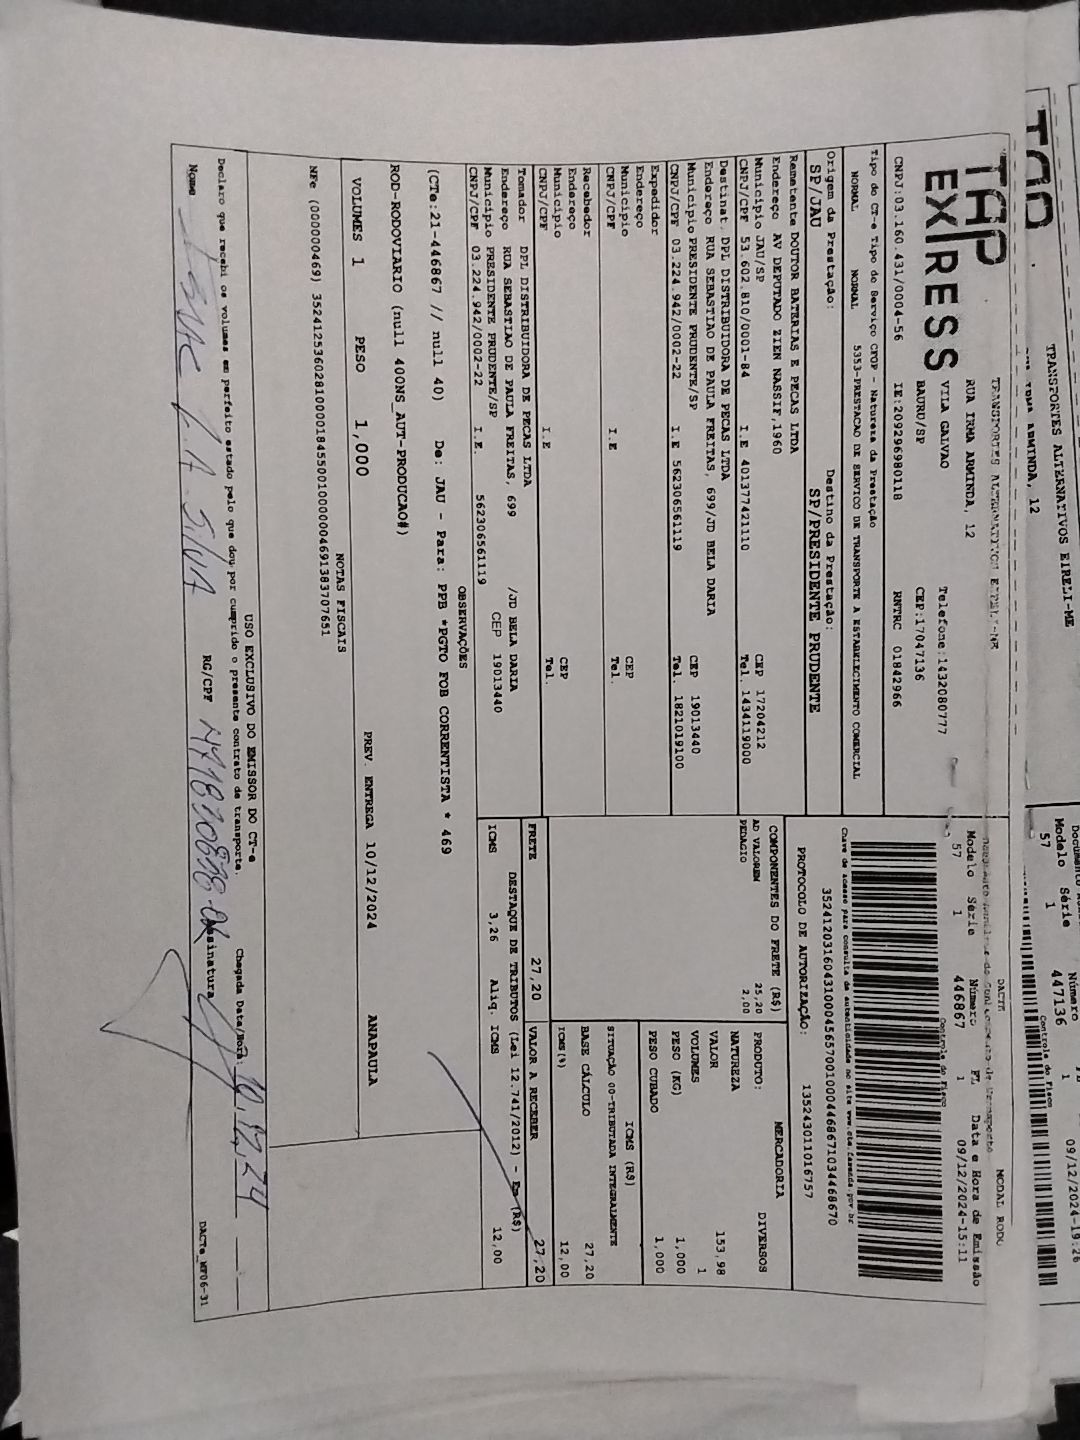 TRANSPORTES ALTERNATIVOS EIRELI-ME
RUA IRMA ARMINDA, 12
Modelo Série Número
57 1 447136 1 09/12/2024-19:26
Controle do Fisco
TAP EXPRESS
RUA IRMA ARMINDA, 12
VILA GALVAO Telefone:1432080777
BAURU/SP CEP:17047136
CNPJ:03.160.431/0004-56 IE:209296980118 RNTRC 01842966
DACTE MODAL RODO
Modelo Série Número FL Data e Hora de Emissão
57 1 446867 1 09/12/2024-15:11
Controle do Fisco
Chave de acesso para consulta de autenticidade no site www.cte.fazenda.gov.br
PROTOCOLO DE AUTORIZAÇÃO: 135243011016757
Tipo do CT-e Tipo do Serviço CFOP - Natureza da Prestação
NORMAL NORMAL 5353-PRESTACAO DE SERVICO DE TRANSPORTE A ESTABELECIMENTO COMERCIAL
Origem da Prestação: Destino da Prestação:
SP/JAU SP/PRESIDENTE PRUDENTE
Remetente DOUTOR BATERIAS E PECAS LTDA
Endereço AV DEPUTADO ZIEN NASSIF,1960
Município JAU/SP CEP 17204212
CNPJ/CPF 53.602.810/0001-84 I.E 401377421110 Tel. 1434119000
Destinat. DPL DISTRIBUIDORA DE PECAS LTDA
Endereço RUA SEBASTIAO DE PAULA FREITAS, 699/JD BELA DARIA
Município PRESIDENTE PRUDENTE/SP CEP 19013440
CNPJ/CPF 03.224.942/0002-22 I.E 562306561119 Tel. 1821019100
Expedidor
Endereço
Município CEP
CNPJ/CPF I.E Tel.
Recebedor
Endereço
Município CEP
CNPJ/CPF I.E Tel.
Tomador DPL DISTRIBUIDORA DE PECAS LTDA
Endereço RUA SEBASTIAO DE PAULA FREITAS, 699 /JD BELA DARIA
Município PRESIDENTE PRUDENTE/SP CEP 19013440
CNPJ/CPF 03.224.942/0002-22 I.E. 562306561119
COMPONENTES DO FRETE (R$)
AD VALOREM 25,20
PEDAGIO 2,00
MERCADORIA
PRODUTO: DIVERSOS
NATUREZA
VALOR 153,98
VOLUMES 1
PESO (KG) 1,000
PESO CUBADO 1,000
ICMS (R$)
SITUAÇÃO 00-TRIBUTADA INTEGRALMENTE
BASE CÁLCULO 27,20
ICMS(%) 12,00
FRETE 27,20 VALOR A RECEBER 27,20
DESTAQUE DE TRIBUTOS (Lei 12.741/2012) - Em (R$)
ICMS 3,26 Aliq. ICMS 12,00
OBSERVAÇÕES
(CTe:21-446867 // null 40) De: JAU - Para: PPB *PGTO FOB CORRENTISTA * 469
ROD-RODOVIARIO (null 400NS_AUT-PRODUCAO#)
VOLUMES 1 PESO 1,000 PREV. ENTREGA 10/12/2024 ANAPAULA
NOTAS FISCAIS
USO EXCLUSIVO DO EMISSOR DO CT-e
Declaro que recebi os volumes em perfeito estado pelo que dou por cumprido o presente contrato de transporte. Chegada Data/Hora: 10,12,24
Nome SILVA RG/CPF Assinatura
DACTe_WF06-31